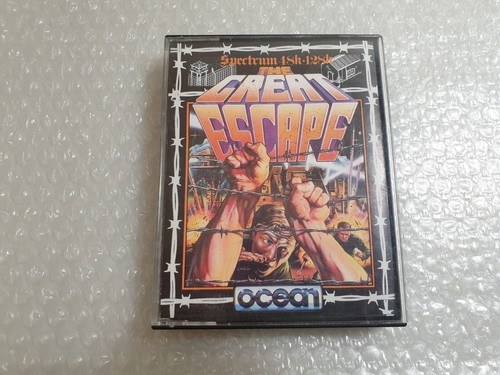 Spectrum 48k·128k
THE
GREAT
ESCAPE
ocean